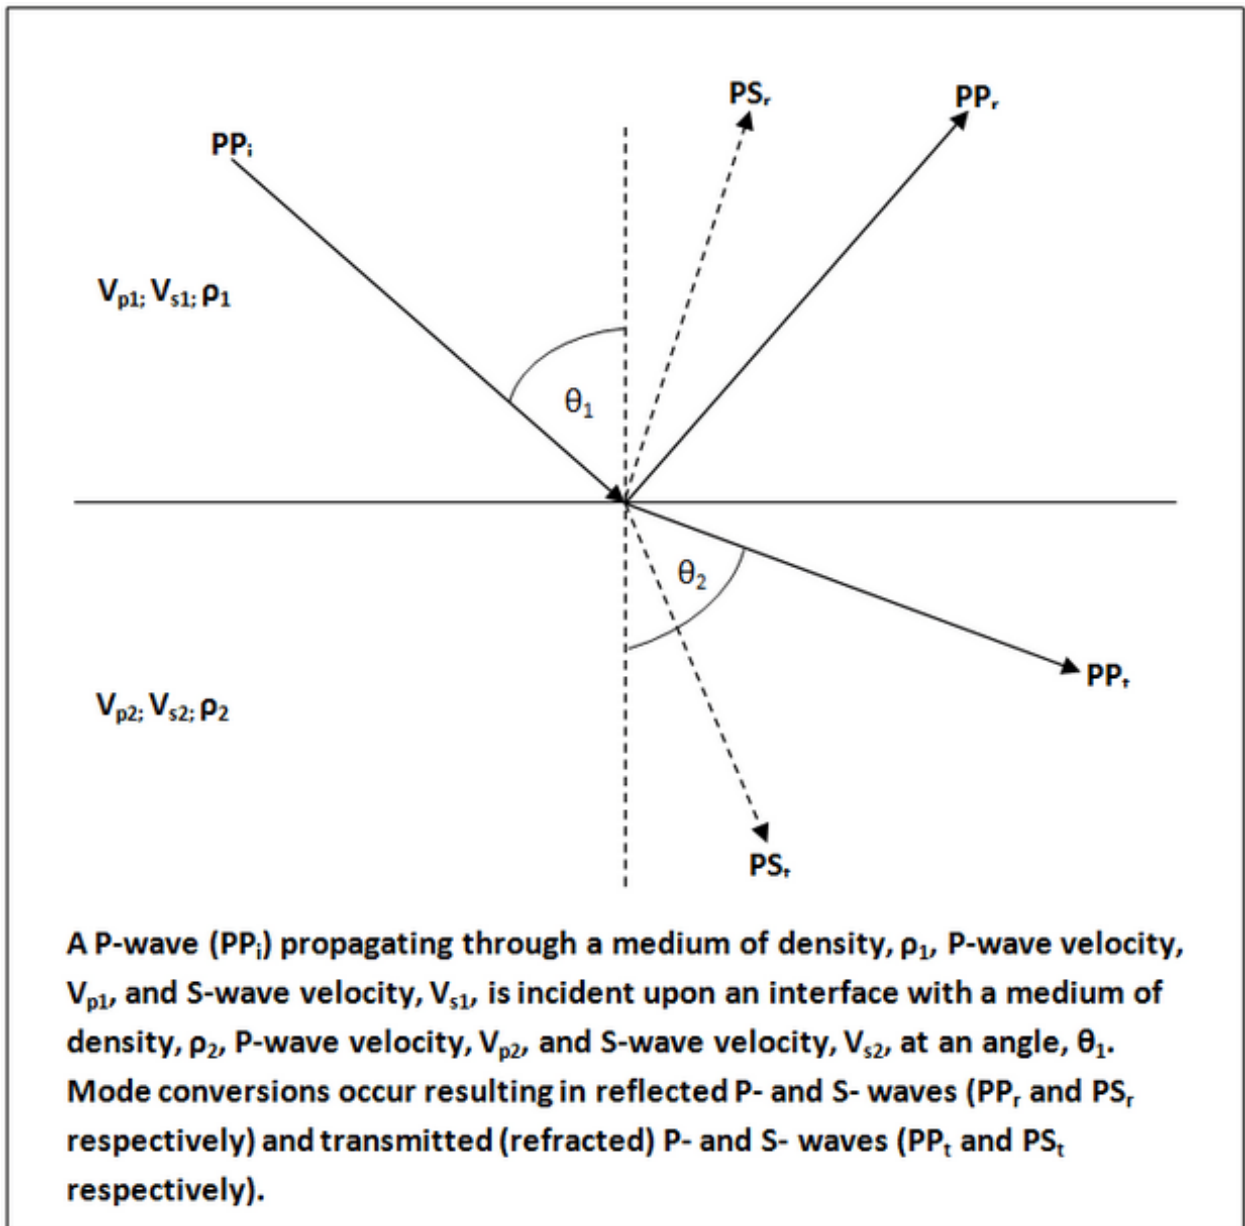 PSᵣ
PPᵣ
PPᵢ
Vₚ₁; Vₛ₁; ρ₁
θ₁
θ₂
PPₜ
Vₚ₂; Vₛ₂; ρ₂
PSₜ
A P-wave (PPᵢ) propagating through a medium of density, ρ₁, P-wave velocity,
Vₚ₁, and S-wave velocity, Vₛ₁, is incident upon an interface with a medium of
density, ρ₂, P-wave velocity, Vₚ₂, and S-wave velocity, Vₛ₂, at an angle, θ₁.
Mode conversions occur resulting in reflected P- and S- waves (PPᵣ and PSᵣ
respectively) and transmitted (refracted) P- and S- waves (PPₜ and PSₜ
respectively).